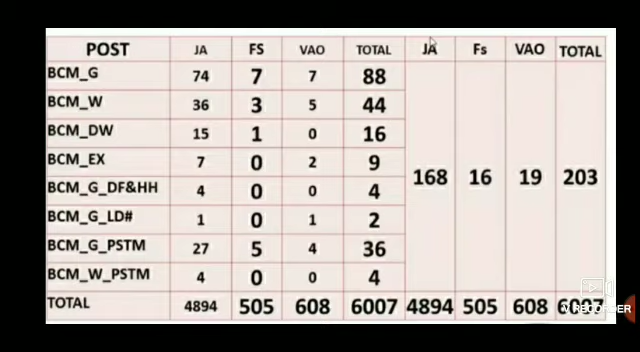 POST JA FS VAO TOTAL JA Fs VAO TOTAL
BCM_G 74 7 7 88
BCM_W 36 3 5 44
BCM_DW 15 1 0 16
BCM_EX 7 0 2 9
168 16 19 203
BCM_G_DF&HH 4 0 0 4
BCM_G_LD# 1 0 1 2
BCM_G_PSTM 27 5 4 36
BCM_W_PSTM 4 0 0 4
TOTAL 4894 505 608 6007 4894 505 608 6007
V RECORDER